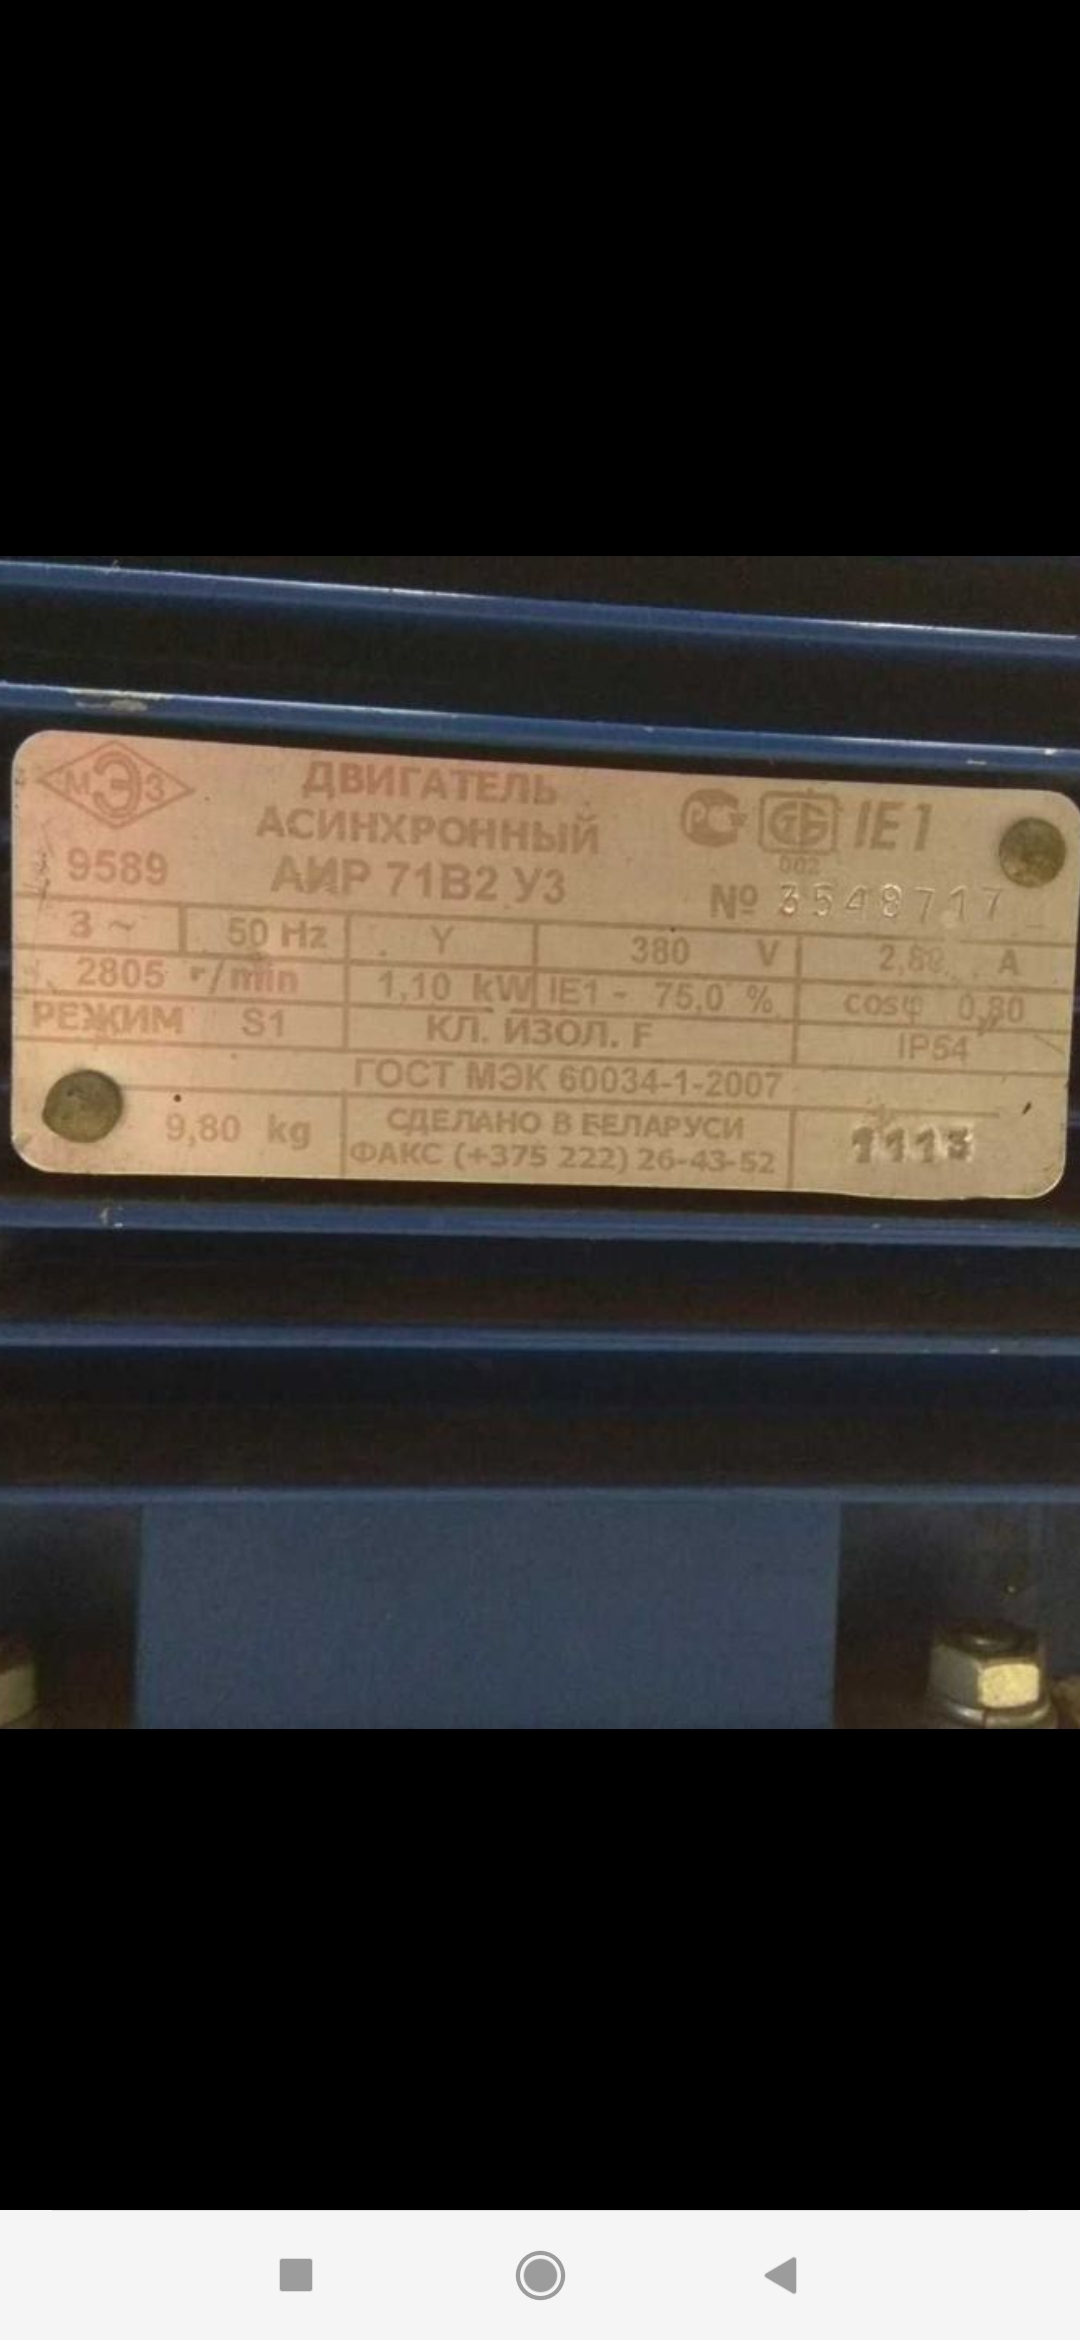 МЭЗ
ДВИГАТЕЛЬ
АСИНХРОННЫЙ
IE1
9589
АИР 71В2 У3
002
№ 3548717
3 ~ 50 Hz Y 380 V A
2805 r/min 1,10 kW IE1 - 75,0 % cosφ 0,80
РЕЖИМ S1 КЛ. ИЗОЛ. F IP54
ГОСТ МЭК 60034-1-2007
9,80 kg
СДЕЛАНО В БЕЛАРУСИ
ФАКС (+375 222) 26-43-52
1113